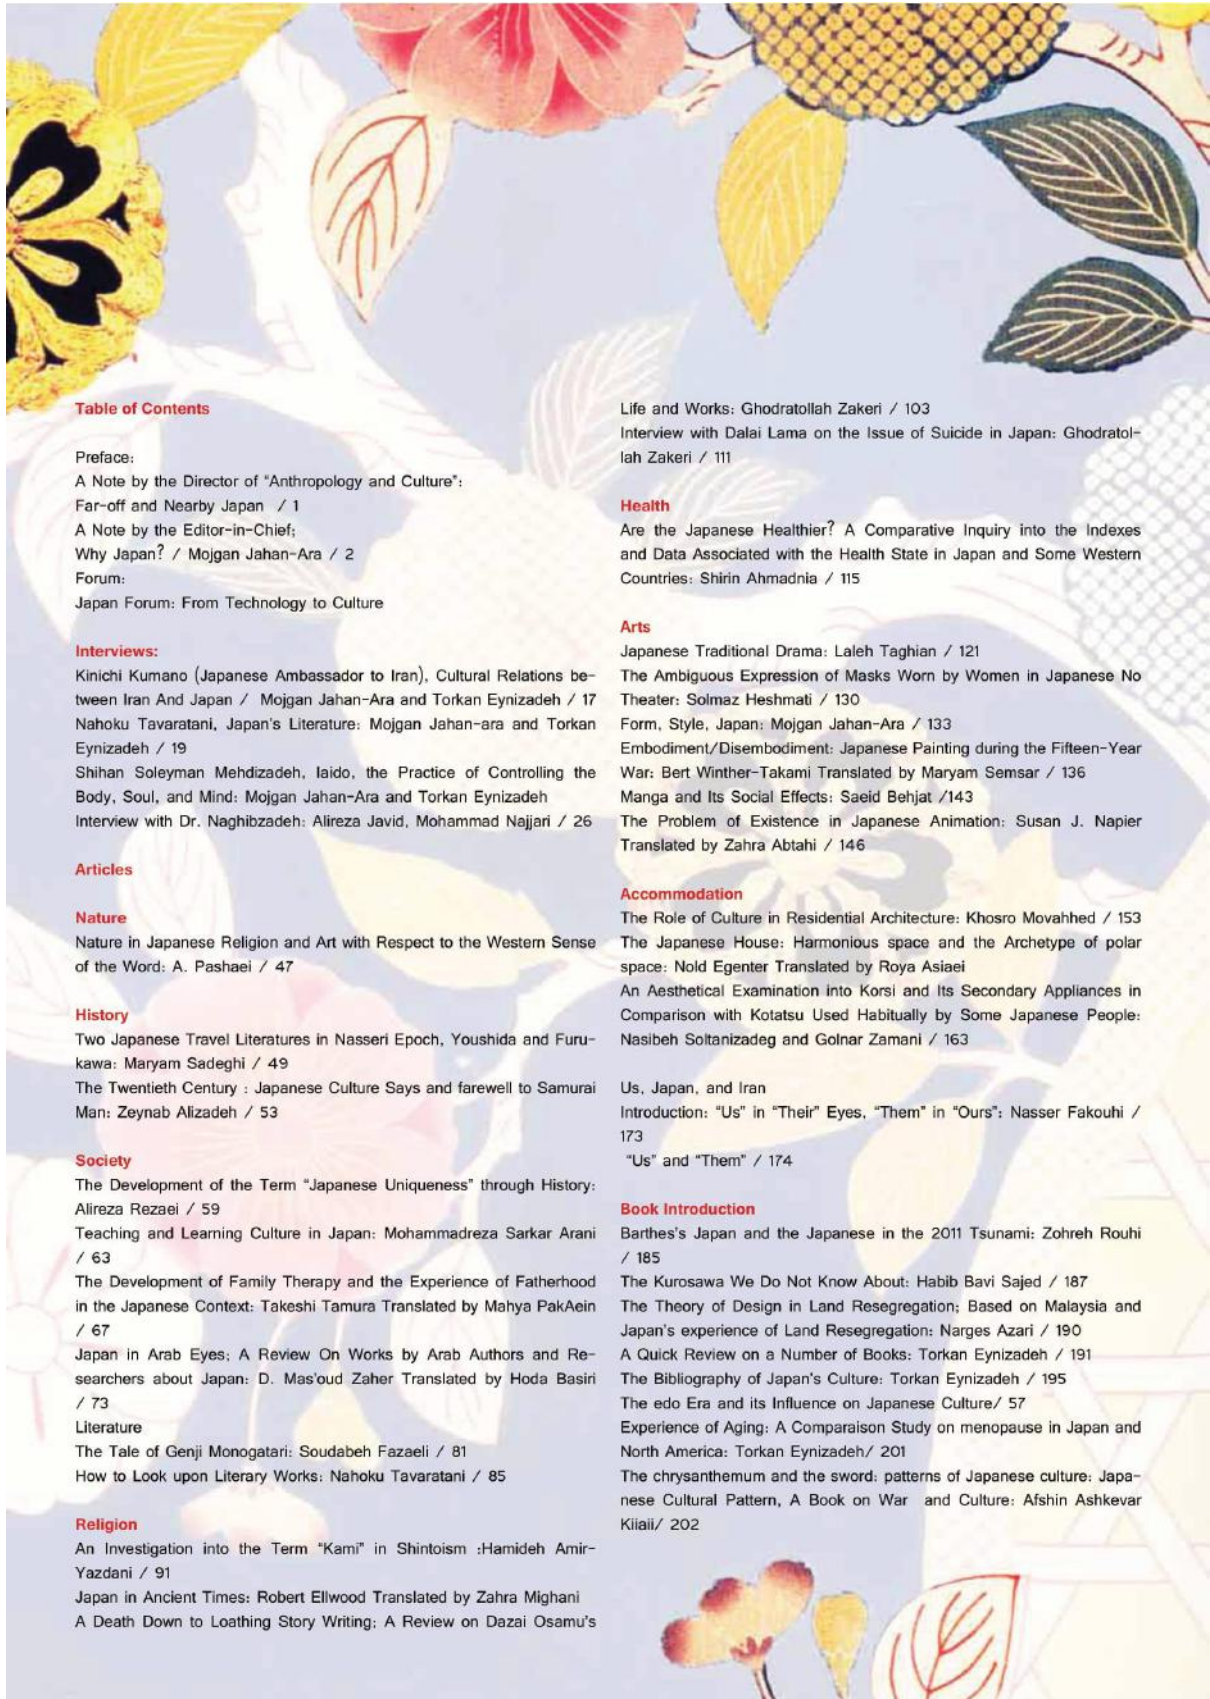 Table of Contents
Preface:
A Note by the Director of "Anthropology and Culture":
Far-off and Nearby Japan / 1
A Note by the Editor-in-Chief;
Why Japan? / Mojgan Jahan-Ara / 2
Forum:
Japan Forum: From Technology to Culture
Interviews:
Kinichi Kumano (Japanese Ambassador to Iran), Cultural Relations be-
tween Iran And Japan / Mojgan Jahan-Ara and Torkan Eynizadeh / 17
Nahoku Tavaratani, Japan's Literature: Mojgan Jahan-ara and Torkan
Eynizadeh / 19
Shihan Soleyman Mehdizadeh, Iaido, the Practice of Controlling the
Body, Soul, and Mind: Mojgan Jahan-Ara and Torkan Eynizadeh
Interview with Dr. Naghibzadeh: Alireza Javid, Mohammad Najjari / 26
Articles
Nature
Nature in Japanese Religion and Art with Respect to the Western Sense
of the Word: A. Pashaei / 47
History
Two Japanese Travel Literatures in Nasseri Epoch, Youshida and Furu-
kawa: Maryam Sadeghi / 49
The Twentieth Century : Japanese Culture Says and farewell to Samurai
Man: Zeynab Alizadeh / 53
Society
The Development of the Term "Japanese Uniqueness" through History:
Alireza Rezaei / 59
Teaching and Learning Culture in Japan: Mohammadreza Sarkar Arani
/ 63
The Development of Family Therapy and the Experience of Fatherhood
in the Japanese Context: Takeshi Tamura Translated by Mahya PakAein
/ 67
Japan in Arab Eyes; A Review On Works by Arab Authors and Re-
searchers about Japan: D. Mas'oud Zaher Translated by Hoda Basiri
/ 73
Literature
The Tale of Genji Monogatari: Soudabeh Fazaeli / 81
How to Look upon Literary Works: Nahoku Tavaratani / 85
Religion
An Investigation into the Term "Kami" in Shintoism :Hamideh Amir-
Yazdani / 91
Japan in Ancient Times: Robert Ellwood Translated by Zahra Mighani
A Death Down to Loathing Story Writing; A Review on Dazai Osamu's
Life and Works: Ghodratollah Zakeri / 103
Interview with Dalai Lama on the Issue of Suicide in Japan: Ghodratol-
lah Zakeri / 111
Health
Are the Japanese Healthier? A Comparative Inquiry into the Indexes
and Data Associated with the Health State in Japan and Some Western
Countries: Shirin Ahmadnia / 115
Arts
Japanese Traditional Drama: Laleh Taghian / 121
The Ambiguous Expression of Masks Worn by Women in Japanese No
Theater: Solmaz Heshmati / 130
Form, Style, Japan: Mojgan Jahan-Ara / 133
Embodiment/Disembodiment: Japanese Painting during the Fifteen-Year
War: Bert Winther-Takami Translated by Maryam Semsar / 136
Manga and Its Social Effects: Saeid Behjat /143
The Problem of Existence in Japanese Animation: Susan J. Napier
Translated by Zahra Abtahi / 146
Accommodation
The Role of Culture in Residential Architecture: Khosro Movahhed / 153
The Japanese House: Harmonious space and the Archetype of polar
space: Nold Egenter Translated by Roya Asiaei
An Aesthetical Examination into Korsi and Its Secondary Appliances in
Comparison with Kotatsu Used Habitually by Some Japanese People:
Nasibeh Soltanizadeg and Golnar Zamani / 163
Us, Japan, and Iran
Introduction: "Us" in "Their" Eyes, "Them" in "Ours": Nasser Fakouhi /
173
"Us" and "Them" / 174
Book Introduction
Barthes's Japan and the Japanese in the 2011 Tsunami: Zohreh Rouhi
/ 185
The Kurosawa We Do Not Know About: Habib Bavi Sajed / 187
The Theory of Design in Land Resegregation; Based on Malaysia and
Japan's experience of Land Resegregation: Narges Azari / 190
A Quick Review on a Number of Books: Torkan Eynizadeh / 191
The Bibliography of Japan's Culture: Torkan Eynizadeh / 195
The edo Era and its Influence on Japanese Culture/ 57
Experience of Aging: A Comparaison Study on menopause in Japan and
North America: Torkan Eynizadeh/ 201
The chrysanthemum and the sword: patterns of Japanese culture: Japa-
nese Cultural Pattern, A Book on War and Culture: Afshin Ashkevar
Kiiaii/ 202